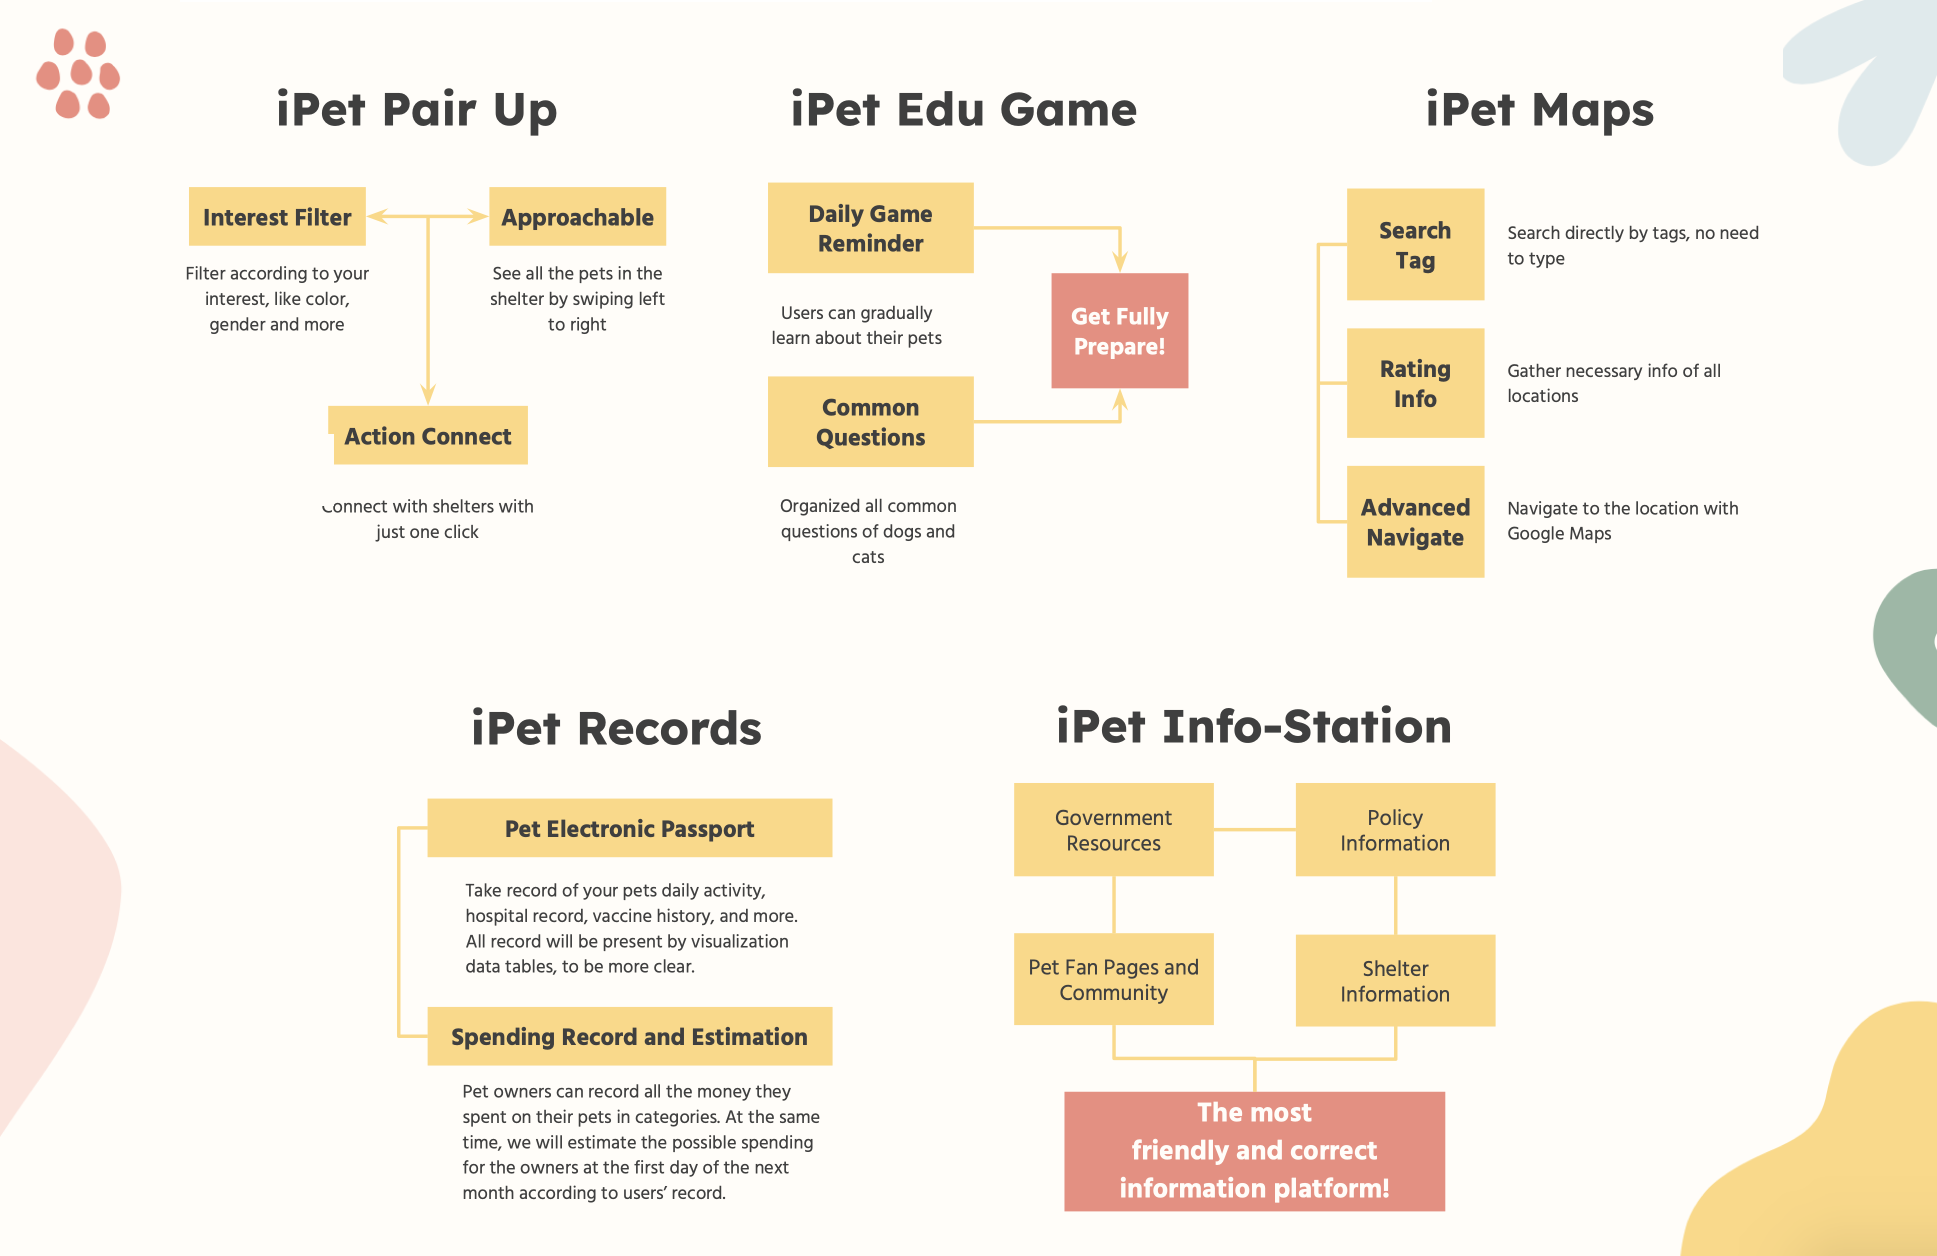 iPet Pair Up
Interest Filter
Approachable
Filter according to your
interest, like color,
gender and more
See all the pets in the
shelter by swiping left
to right
Action Connect
Connect with shelters with
just one click
iPet Edu Game
Daily Game
Reminder
Users can gradually
learn about their pets
Get Fully
Prepare!
Common
Questions
Organized all common
questions of dogs and
cats
iPet Maps
Search
Tag
Search directly by tags, no need
to type
Rating
Info
Gather necessary info of all
locations
Advanced
Navigate
Navigate to the location with
Google Maps
iPet Records
Pet Electronic Passport
Take record of your pets daily activity,
hospital record, vaccine history, and more.
All record will be present by visualization
data tables, to be more clear.
Spending Record and Estimation
Pet owners can record all the money they
spent on their pets in categories. At the same
time, we will estimate the possible spending
for the owners at the first day of the next
month according to users’ record.
iPet Info-Station
Government
Resources
Policy
Information
Pet Fan Pages and
Community
Shelter
Information
The most
friendly and correct
information platform!